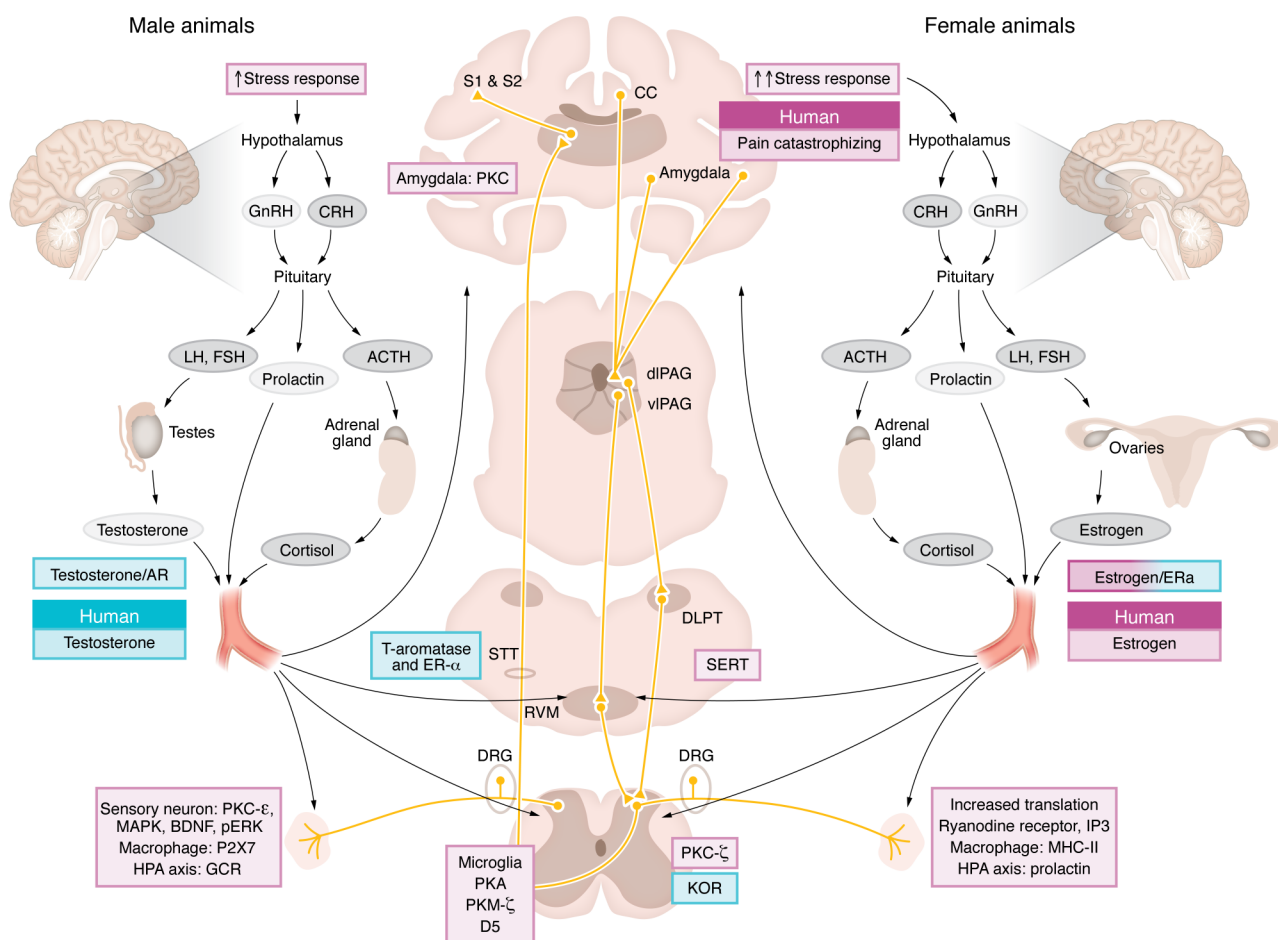 Male animals
Female animals
↑Stress response
Hypothalamus
GnRH
CRH
Pituitary
LH, FSH
ACTH
Prolactin
Testes
Adrenal
gland
Testosterone
Cortisol
Testosterone/AR
Human
Testosterone
S1 & S2
CC
Amygdala: PKC
Amygdala
dlPAG
vlPAG
T-aromatase
and ER-α
STT
DLPT
SERT
RVM
DRG
DRG
↑↑Stress response
Human
Pain catastrophizing
Hypothalamus
CRH
GnRH
Pituitary
ACTH
LH, FSH
Prolactin
Adrenal
gland
Ovaries
Cortisol
Estrogen
Estrogen/ERa
Human
Estrogen
Sensory neuron: PKC-ε,
MAPK, BDNF, pERK
Macrophage: P2X7
HPA axis: GCR
Microglia
PKA
PKM-ζ
D5
PKC-ζ
KOR
Increased translation
Ryanodine receptor, IP3
Macrophage: MHC-II
HPA axis: prolactin